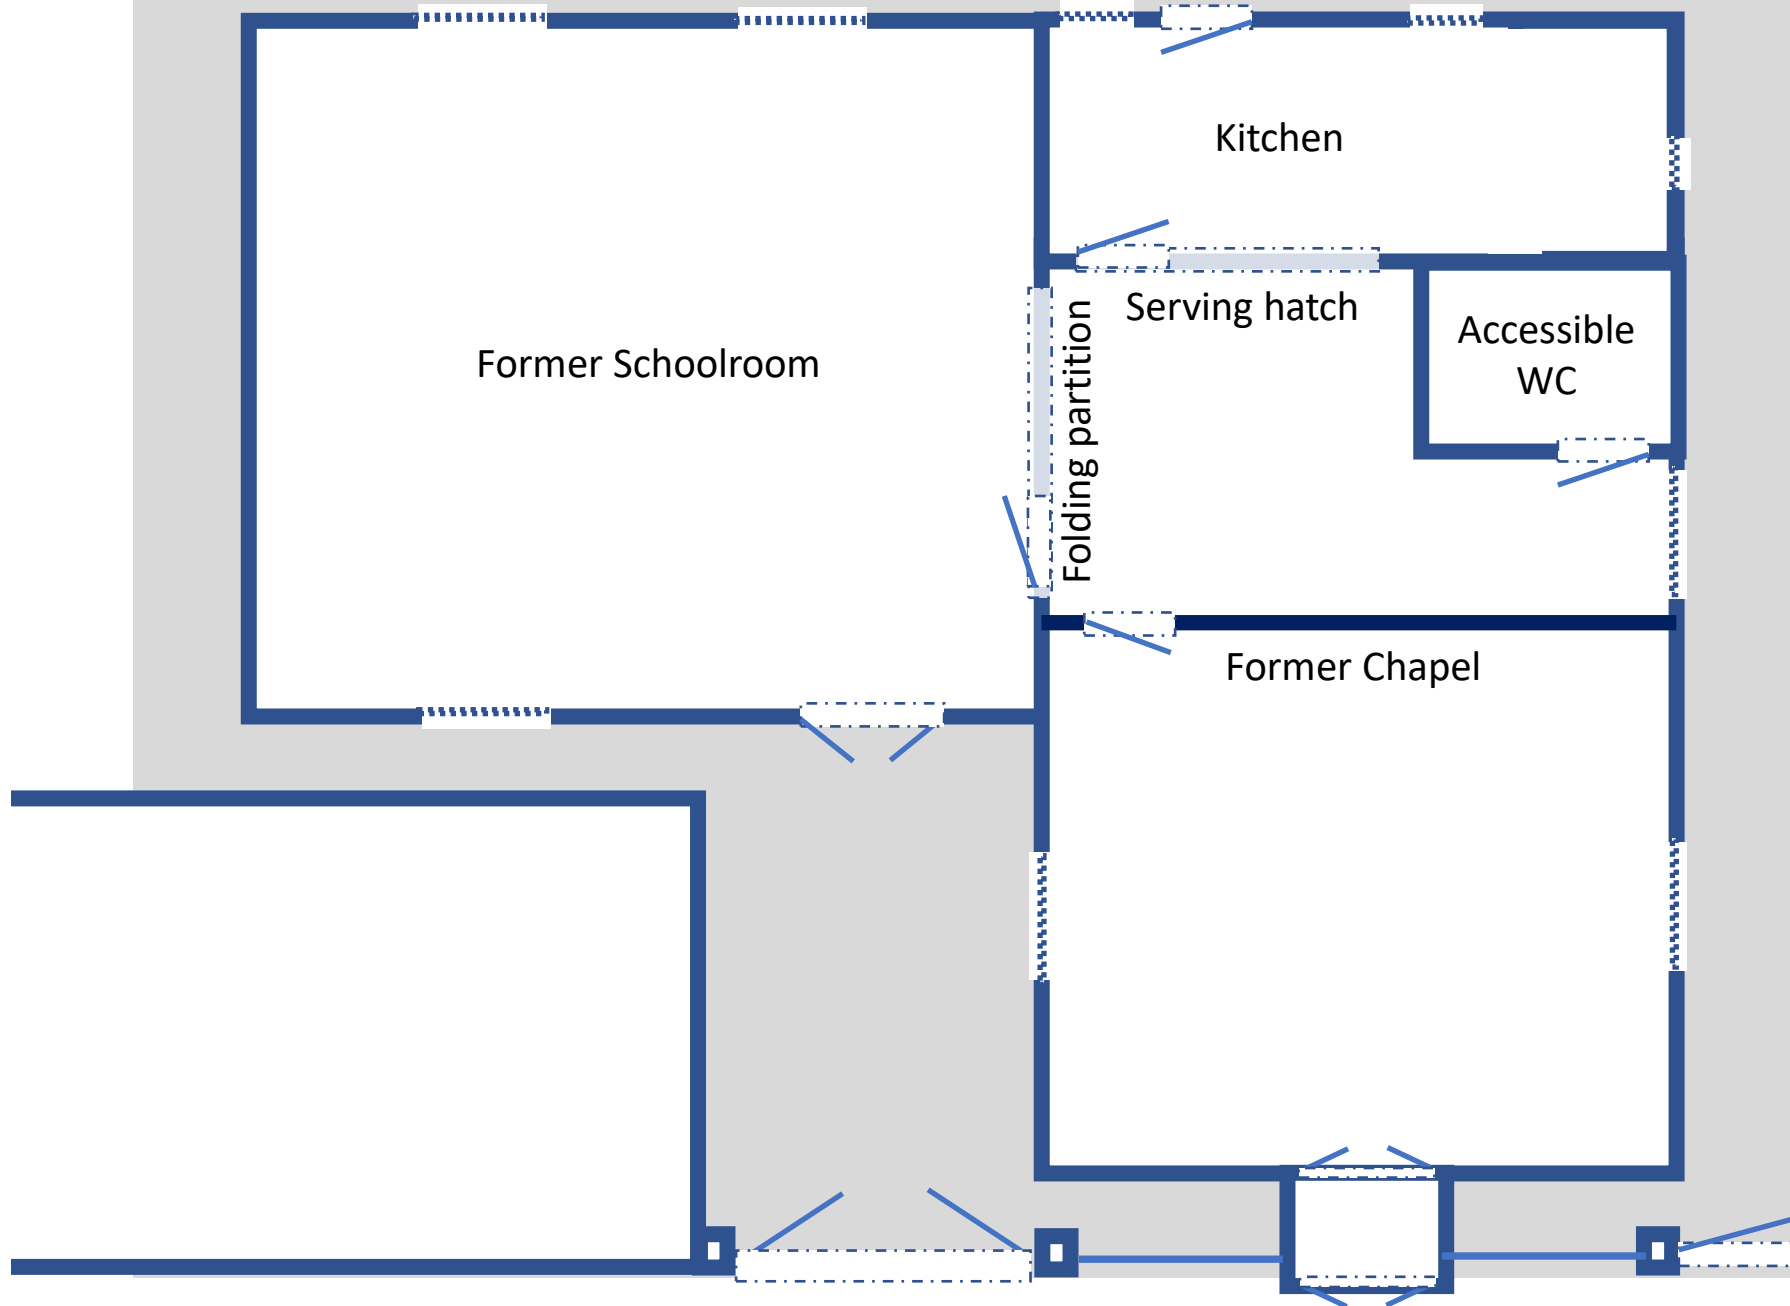 Kitchen
Serving hatch
Accessible
WC
Former Schoolroom
Folding partition
Former Chapel